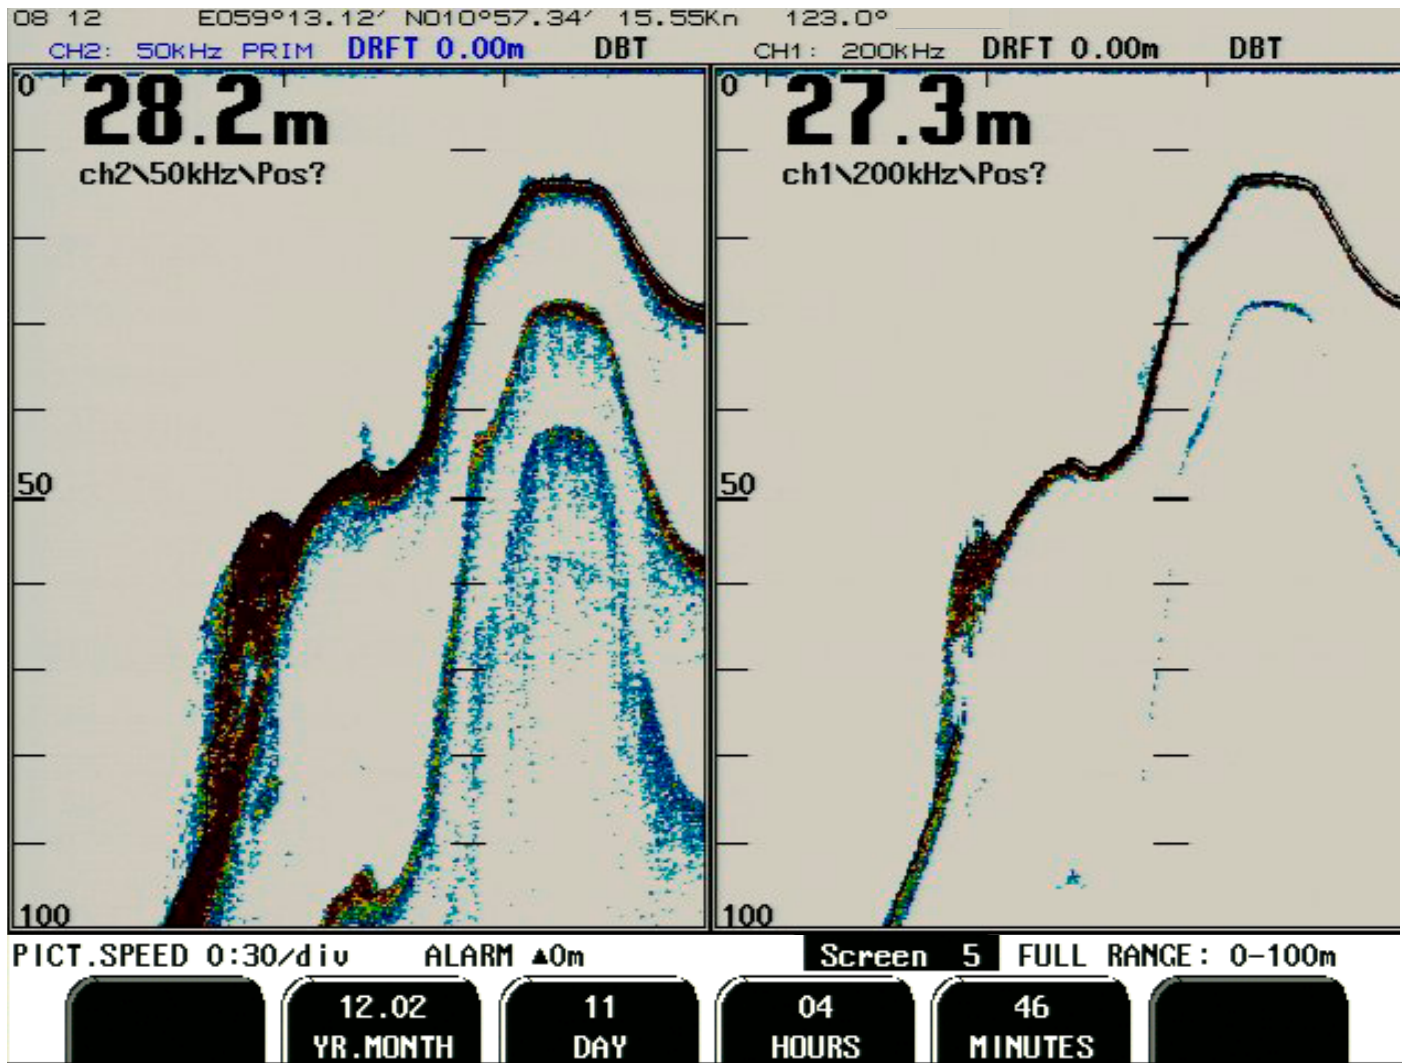 08 12 E059°13.12′ N010°57.34′ 15.55Kn 123.0°
CH2: 50kHz PRIM DRFT 0.00m DBT CH1: 200kHz DRFT 0.00m DBT
0
28.2m
ch2\50kHz\Pos?
50
100
0
27.3m
ch1\200kHz\Pos?
50
100
PICT.SPEED 0:30/div ALARM ▲0m Screen 5 FULL RANGE: 0-100m
12.02
YR.MONTH
11
DAY
04
HOURS
46
MINUTES